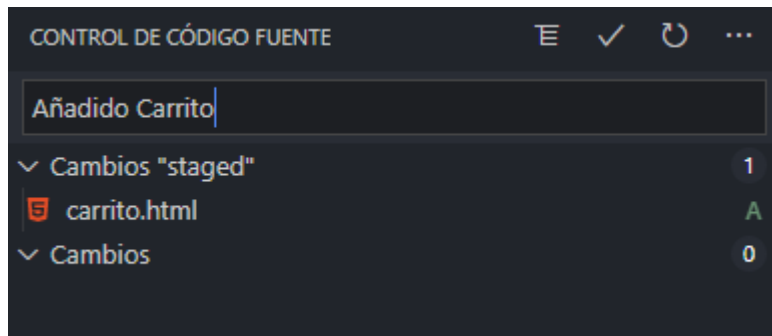 CONTROL DE CÓDIGO FUENTE
Añadido Carrito
Cambios "staged" 1
carrito.html A
Cambios 0